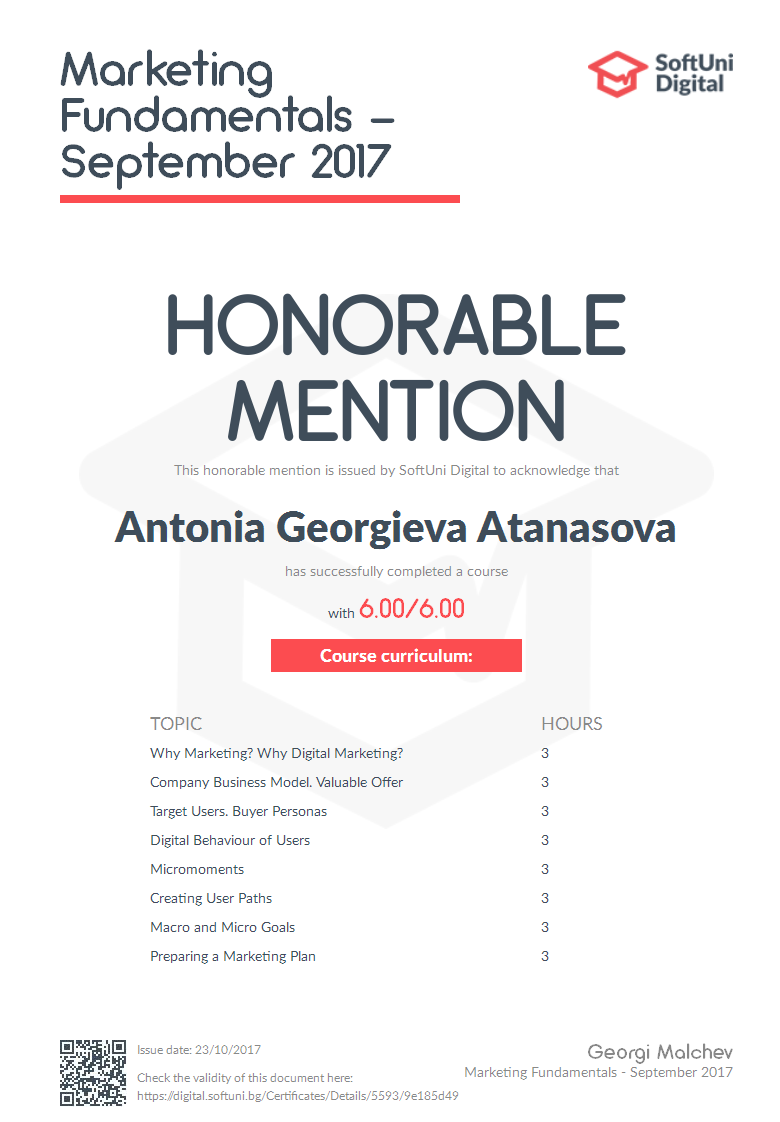 Marketing
Fundamentals –
September 2017
SoftUni
Digital
HONORABLE
MENTION
This honorable mention is issued by SoftUni Digital to acknowledge that
Antonia Georgieva Atanasova
has successfully completed a course
with 6.00/6.00
Course curriculum:
TOPIC HOURS
Why Marketing? Why Digital Marketing? 3
Company Business Model. Valuable Offer 3
Target Users. Buyer Personas 3
Digital Behaviour of Users 3
Micromoments 3
Creating User Paths 3
Macro and Micro Goals 3
Preparing a Marketing Plan 3
Issue date: 23/10/2017
Check the validity of this document here:
https://digital.softuni.bg/Certificates/Details/5593/9e185d49
Georgi Malchev
Marketing Fundamentals - September 2017